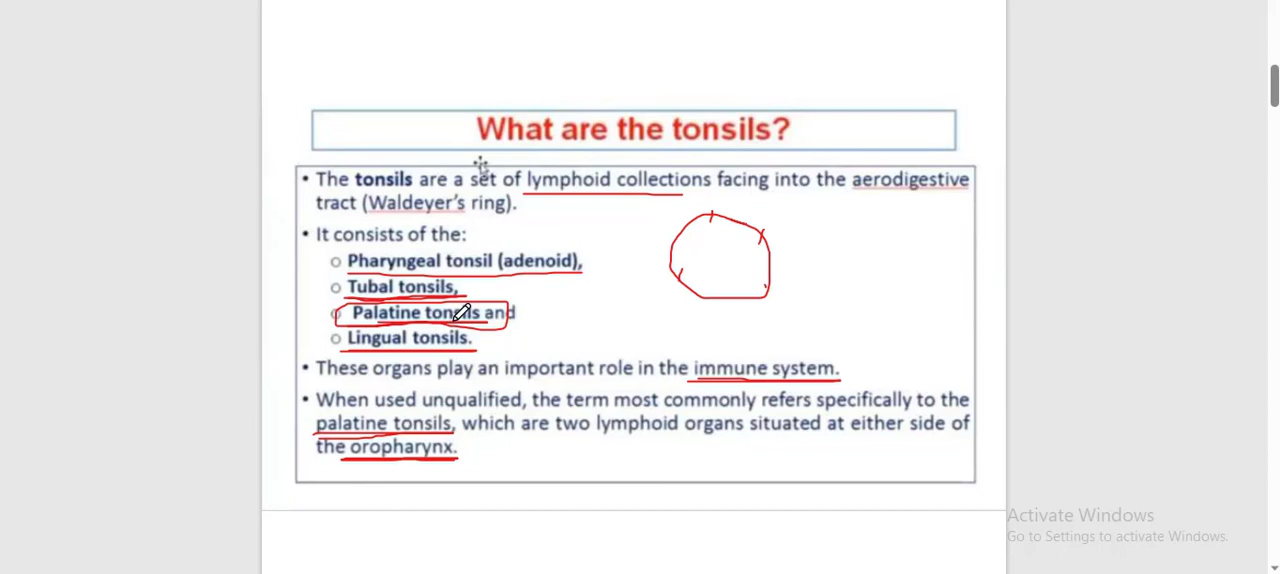 What are the tonsils?
• The tonsils are a set of lymphoid collections facing into the aerodigestive
tract (Waldeyer's ring).
• It consists of the:
o Pharyngeal tonsil (adenoid),
o Tubal tonsils,
o Palatine tonsils and
o Lingual tonsils.
• These organs play an important role in the immune system.
• When used unqualified, the term most commonly refers specifically to the
palatine tonsils, which are two lymphoid organs situated at either side of
the oropharynx.
Activate Windows
Go to Settings to activate Windows.